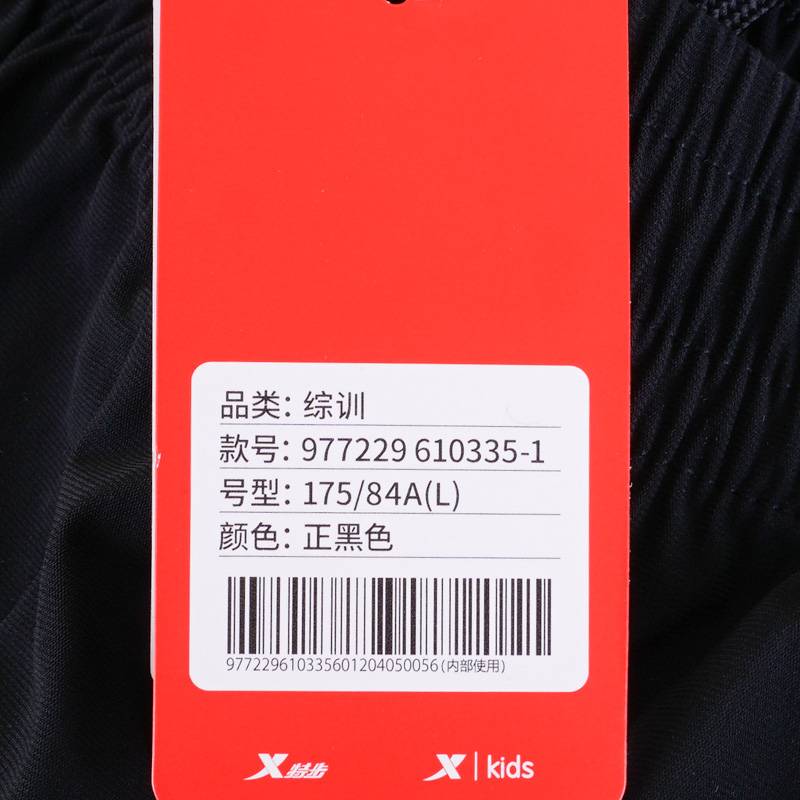 品类：综训
款号：977229 610335-1
号型：175/84A(L)
颜色：正黑色
977229610335601204050056(内部使用)
X 特步
X | kids